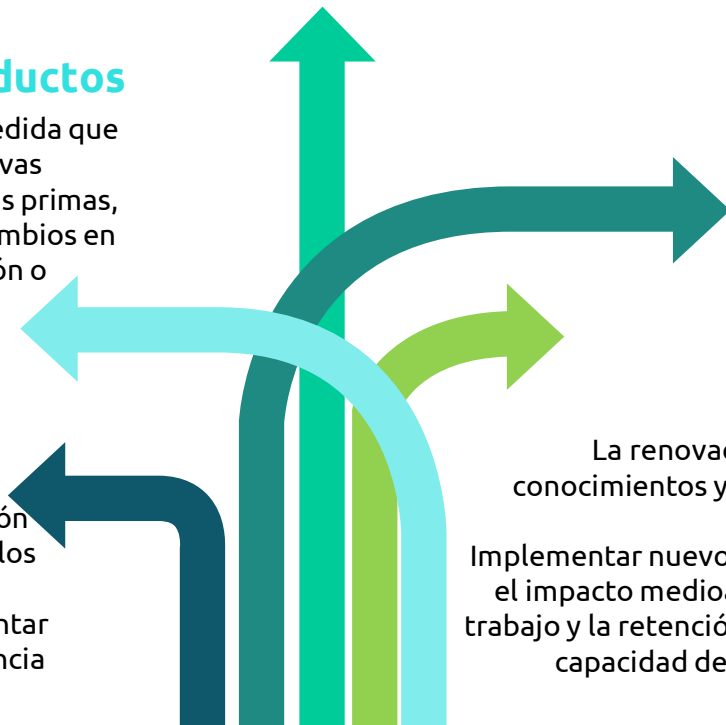 ductos
edida que
vas
s primas,
mbios en
ón o
ón
los
ntar
ncia
La renovac
conocimientos y
Implementar nuevo
el impacto medioa
trabajo y la retenció
capacidad de